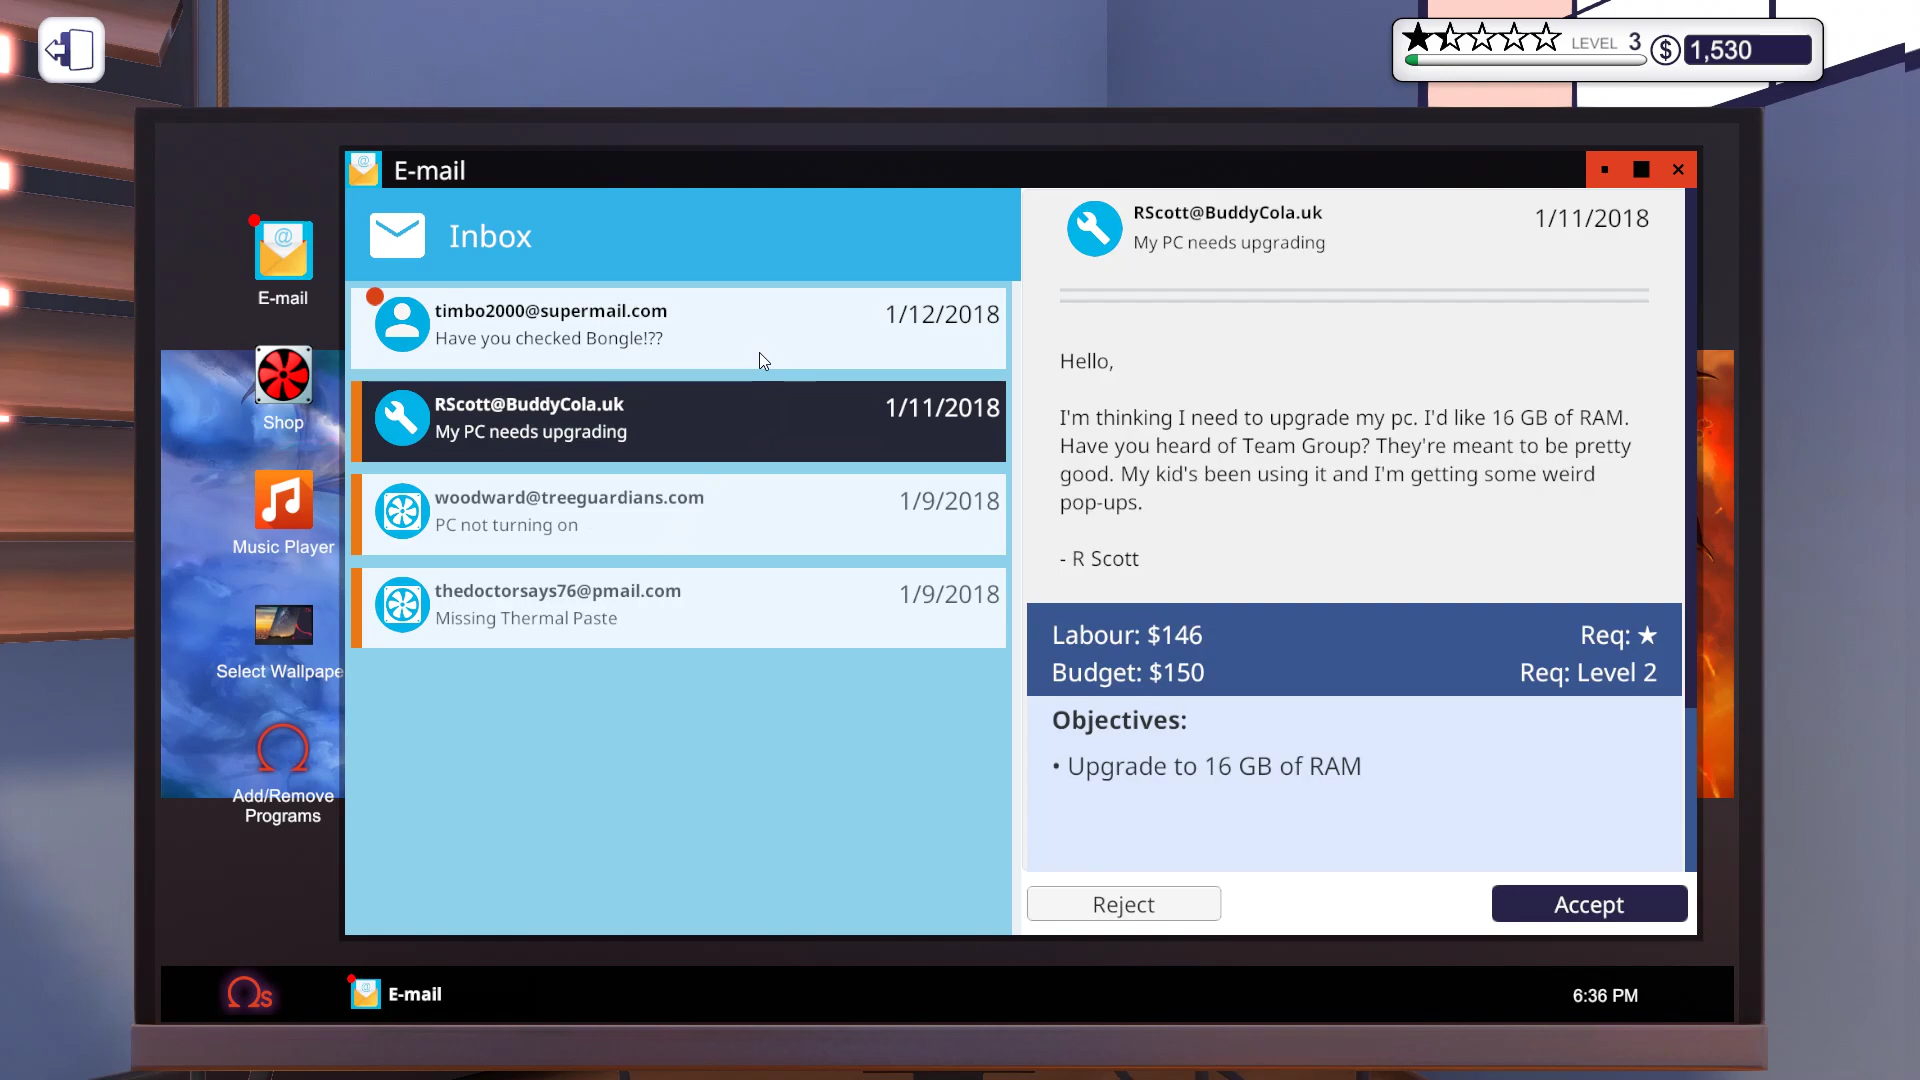 LEVEL 3 $ 1,530
E-mail
Inbox
timbo2000@supermail.com 1/12/2018
Have you checked Bongle!??
RScott@BuddyCola.uk 1/11/2018
My PC needs upgrading
woodward@treeguardians.com 1/9/2018
PC not turning on
thedoctorsays76@pmail.com 1/9/2018
Missing Thermal Paste
RScott@BuddyCola.uk 1/11/2018
My PC needs upgrading
Hello,
I'm thinking I need to upgrade my pc. I'd like 16 GB of RAM.
Have you heard of Team Group? They're meant to be pretty
good. My kid's been using it and I'm getting some weird
pop-ups.
- R Scott
Labour: $146 Req: ★
Budget: $150 Req: Level 2
Objectives:
• Upgrade to 16 GB of RAM
Reject Accept
@
E-mail
Shop
Music Player
Select Wallpape
Add/Remove
Programs
Ωs E-mail 6:36 PM